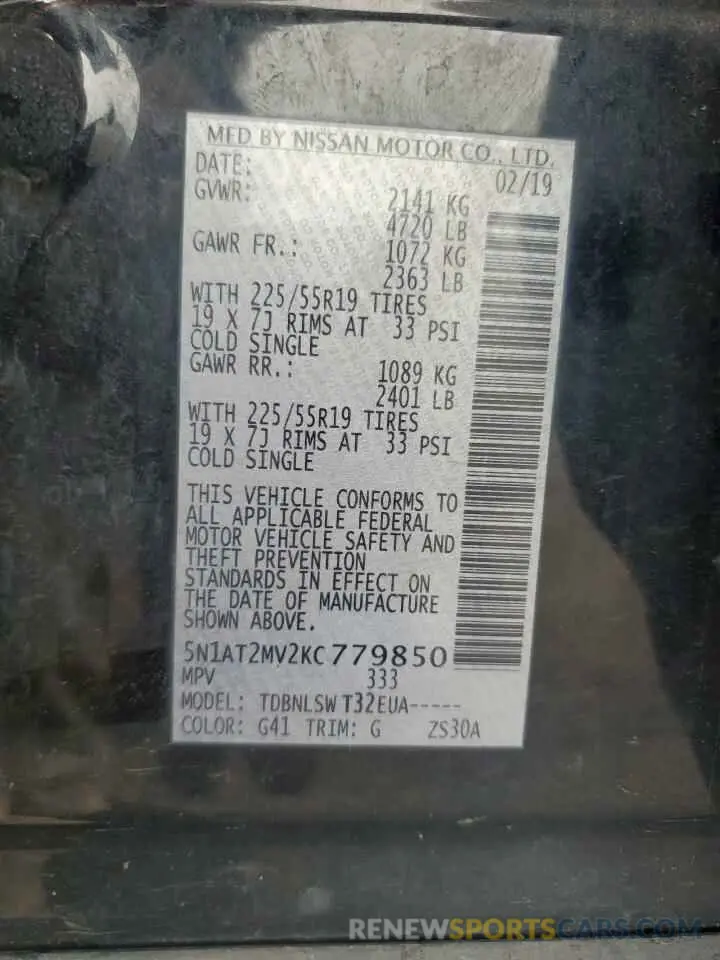 MFD BY NISSAN MOTOR CO., LTD.
DATE: 02/19
GVWR: 2141 KG
4720 LB
GAWR FR.: 1072 KG
2363 LB
WITH 225/55R19 TIRES
19 X 7J RIMS AT 33 PSI
COLD SINGLE
GAWR RR.: 1089 KG
2401 LB
WITH 225/55R19 TIRES
19 X 7J RIMS AT 33 PSI
COLD SINGLE
THIS VEHICLE CONFORMS TO
ALL APPLICABLE FEDERAL
MOTOR VEHICLE SAFETY AND
THEFT PREVENTION
STANDARDS IN EFFECT ON
THE DATE OF MANUFACTURE
SHOWN ABOVE.
5N1AT2MV2KC779850
MPV 333
MODEL: TDBNLSW T32EUA-----
COLOR: G41 TRIM: G ZS30A
RENEWSPORTSCARS.COM